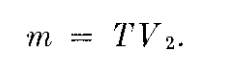 m = TV₂.